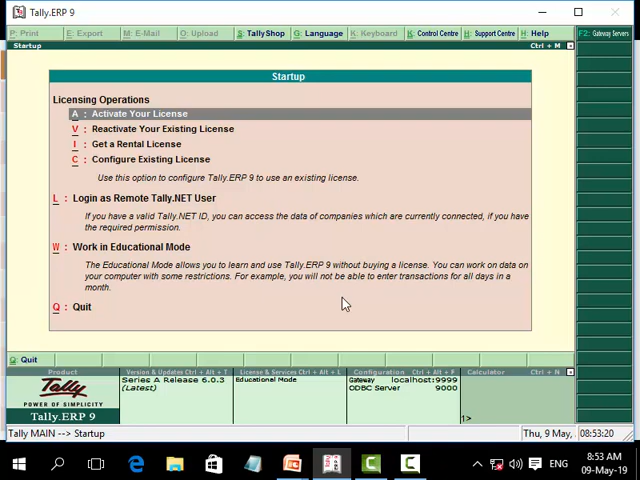 Tally.ERP 9
P: Print E: Export M: E-Mail O: Upload S: TallyShop G: Language K: Keyboard K: Control Centre H: Support Centre H: Help F2: Gateway Servers
Startup Ctrl + M
Startup
Licensing Operations
A : Activate Your License
V : Reactivate Your Existing License
I : Get a Rental License
C : Configure Existing License
Use this option to configure Tally.ERP 9 to use an existing license.
L : Login as Remote Tally.NET User
If you have a valid Tally.NET ID, you can access the data of companies which are currently connected, if you have
the required permission.
W : Work in Educational Mode
The Educational Mode allows you to learn and use Tally.ERP 9 without buying a license. You can work on data on
your computer with some restrictions. For example, you will not be able to enter transactions for all days in a
month.
Q : Quit
Q: Quit
Product Version & Updates Ctrl + Alt + T License & Services Ctrl + Alt + L Configuration Ctrl + Alt + F Calculator Ctrl + N
Series A Release 6.0.3 Educational Mode Gateway localhost:9999
(Latest) ODBC Server 9000
Tally
POWER OF SIMPLICITY
Tally.ERP 9
1>
Tally MAIN --> Startup Thu, 9 May, 08:53:20
ENG
8:53 AM
09-May-19